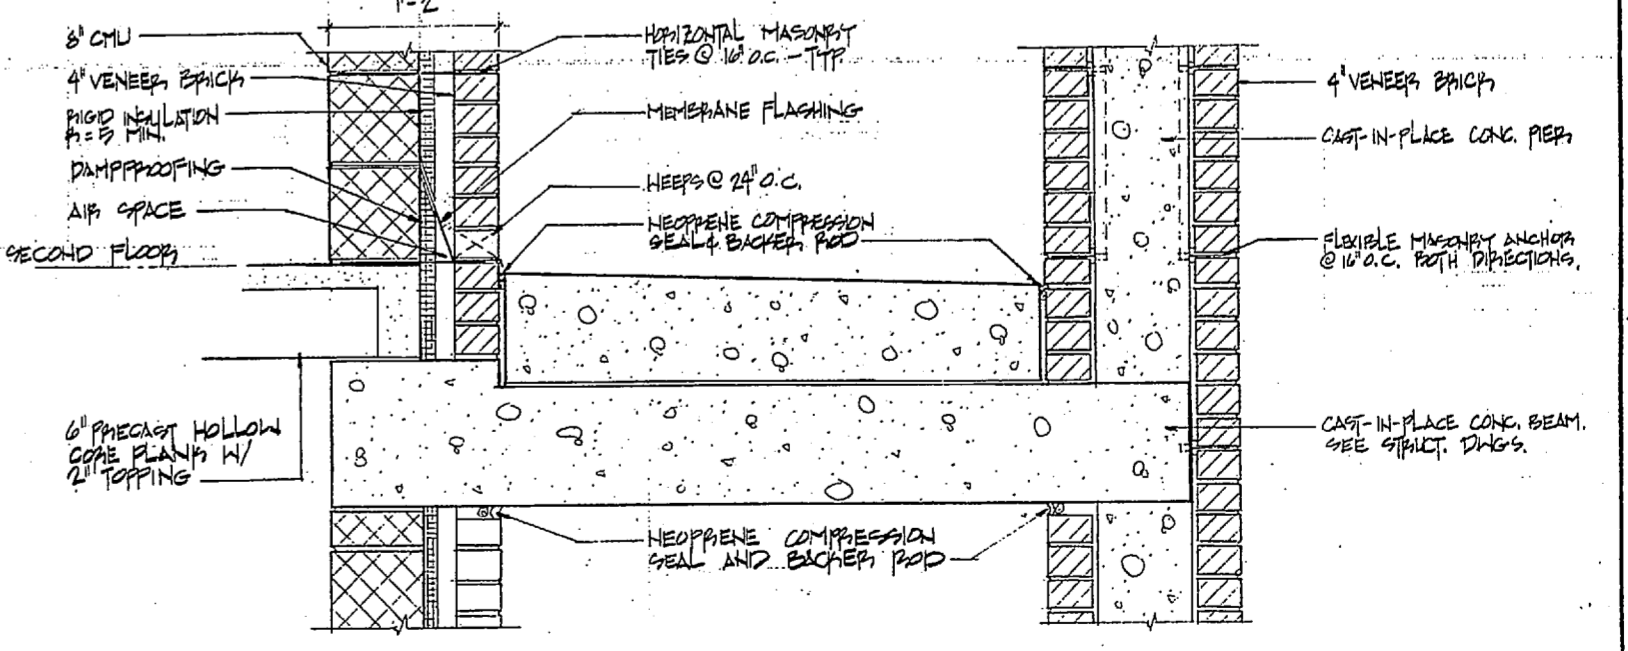 1'-2"
8" CMU
4" VENEER BRICK
RIGID INSULATION
R=5 MIN.
DAMPPROOFING
AIR SPACE
SECOND FLOOR
6" PRECAST HOLLOW
CORE PLANK W/
2" TOPPING
HORIZONTAL MASONRY
TIES @ 16" O.C. - TYP.
MEMBRANE FLASHING
WEEPS @ 24" O.C.
NEOPRENE COMPRESSION
SEAL & BACKER ROD
NEOPRENE COMPRESSION
SEAL AND BACKER ROD
4" VENEER BRICK
CAST-IN-PLACE CONC. PIER
FLEXIBLE MASONRY ANCHOR
@ 16" O.C. BOTH DIRECTIONS.
CAST-IN-PLACE CONC. BEAM.
SEE STRUCT. DWGS.